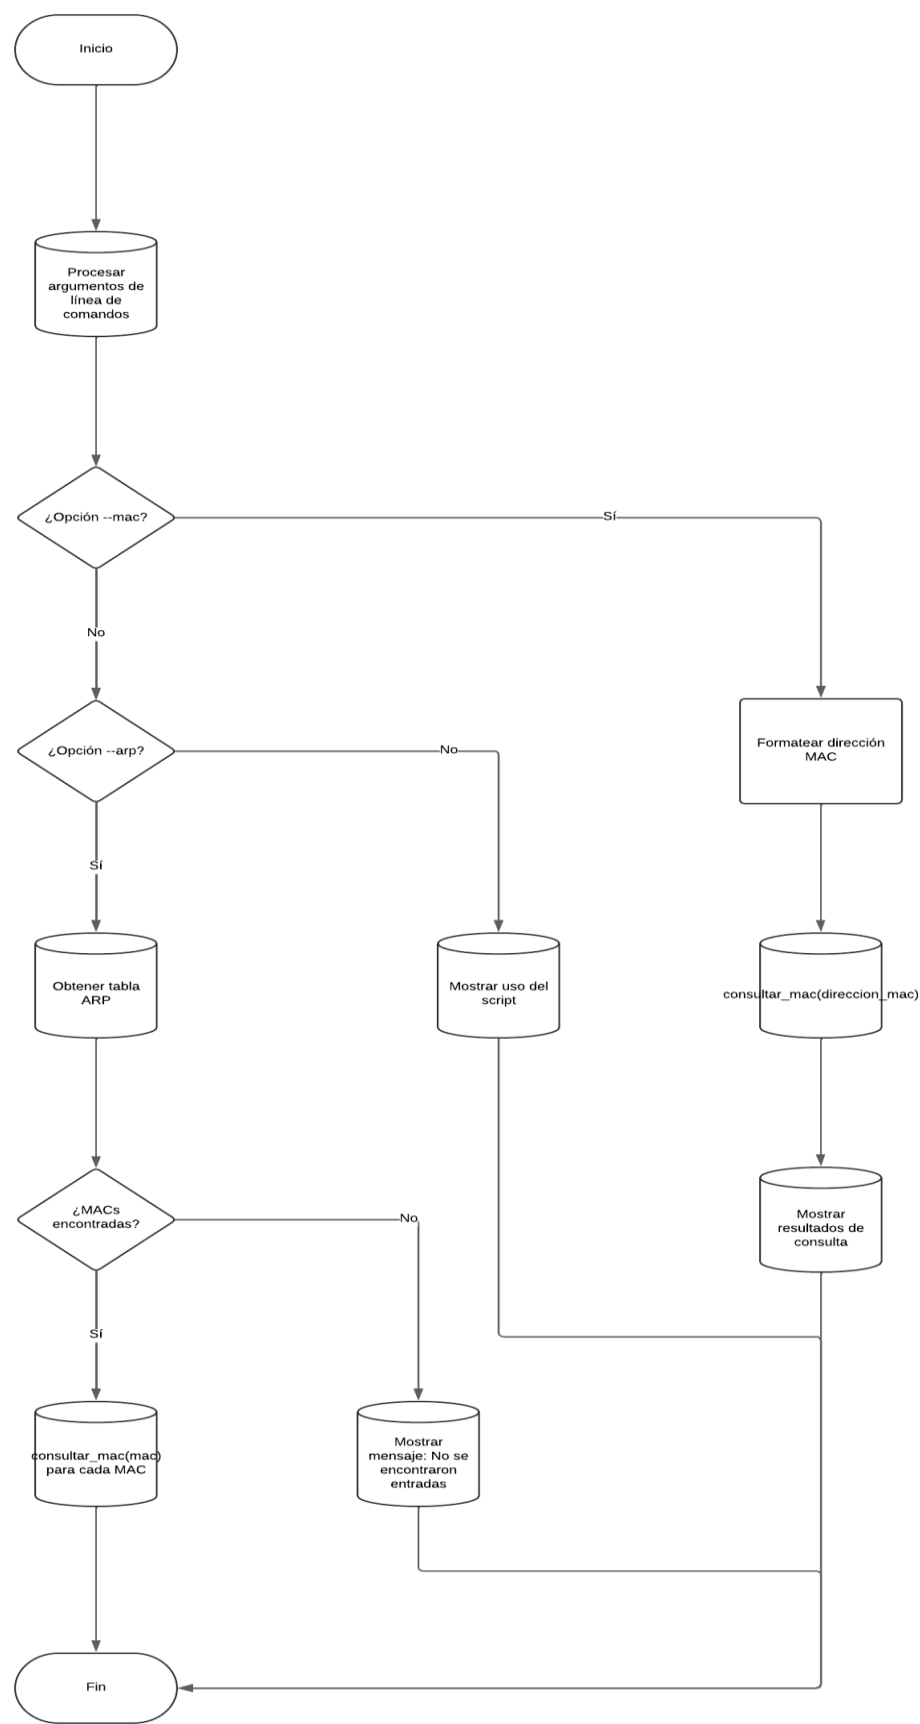 Inicio
Procesar
argumentos de
línea de
comandos
¿Opción --mac?
Sí
No
¿Opción --arp?
No
Formatear dirección
MAC
Sí
Obtener tabla
ARP
Mostrar uso del
script
consultar_mac(direccion_mac)
¿MACs
encontradas?
No
Mostrar
resultados de
consulta
Sí
consultar_mac(mac)
para cada MAC
Mostrar
mensaje: No se
encontraron
entradas
Fin